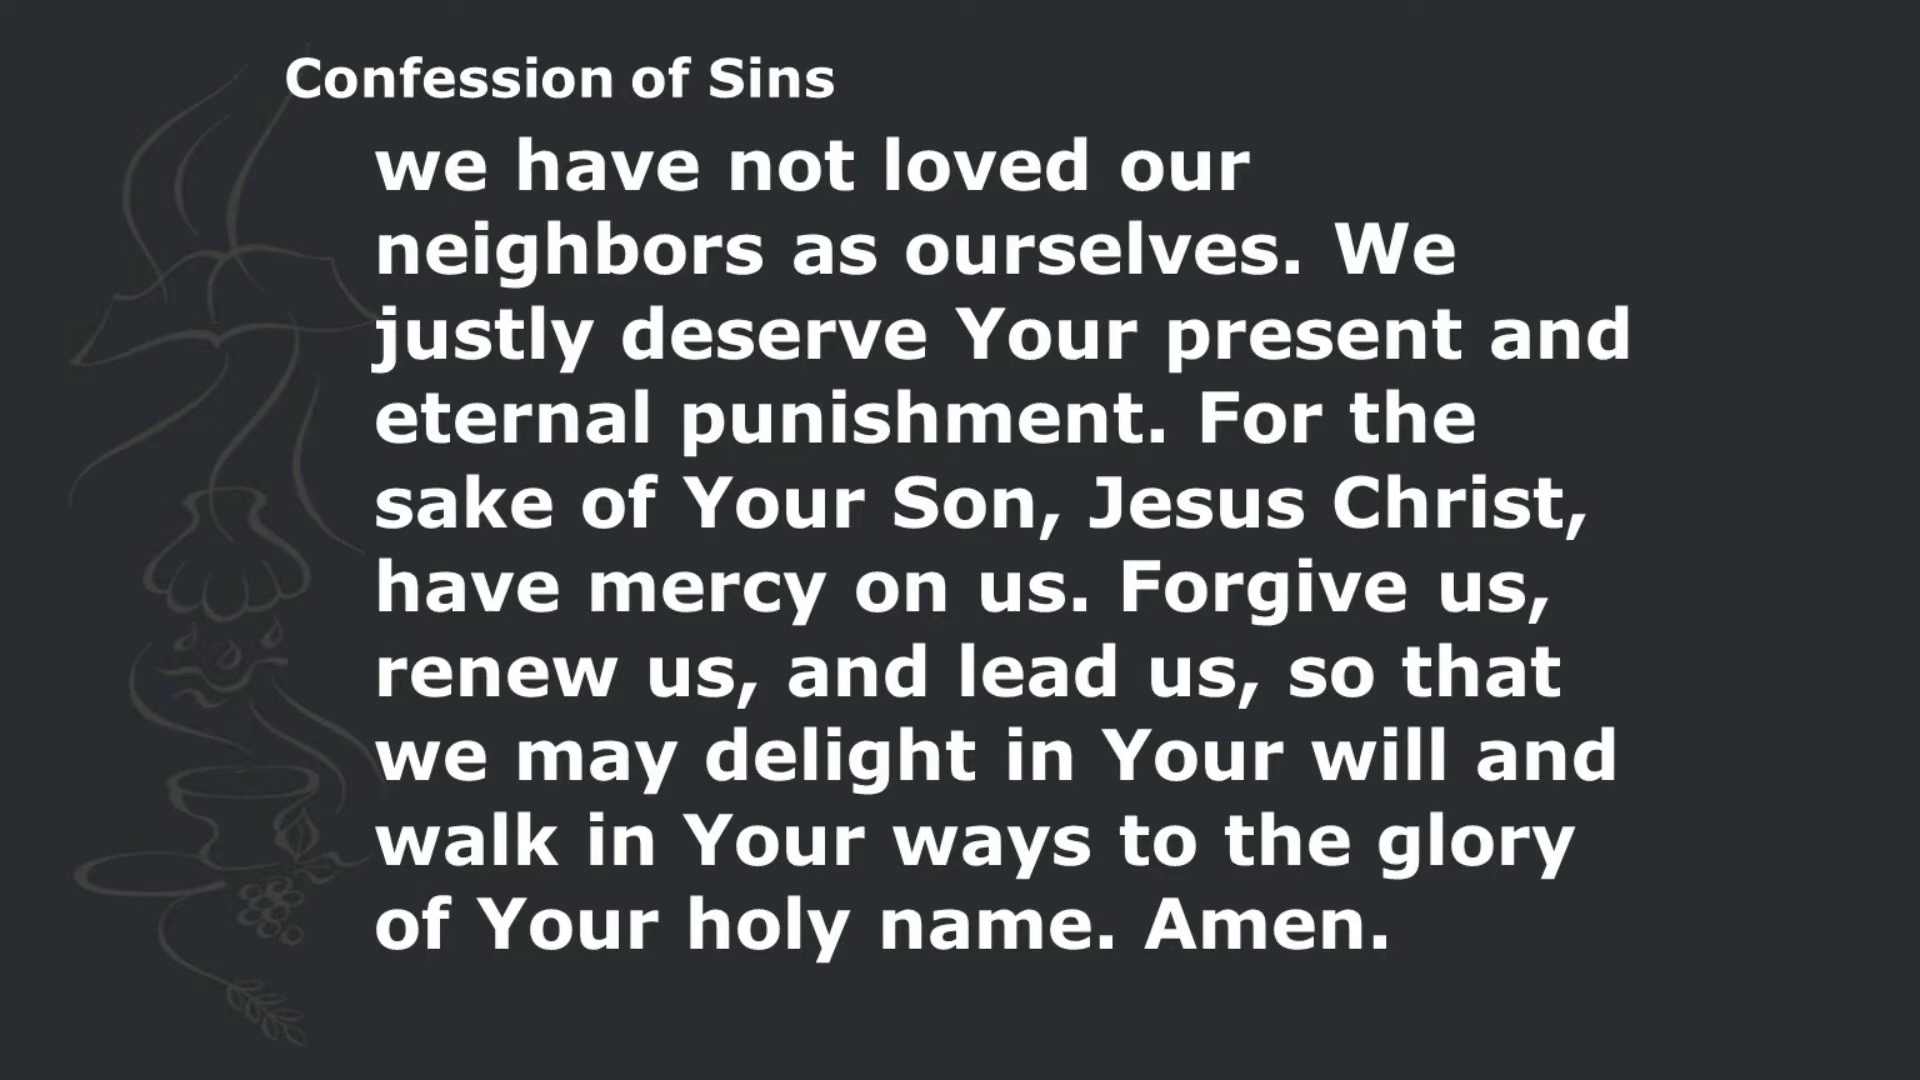 Confession of Sins
we have not loved our
neighbors as ourselves. We
justly deserve Your present and
eternal punishment. For the
sake of Your Son, Jesus Christ,
have mercy on us. Forgive us,
renew us, and lead us, so that
we may delight in Your will and
walk in Your ways to the glory
of Your holy name. Amen.